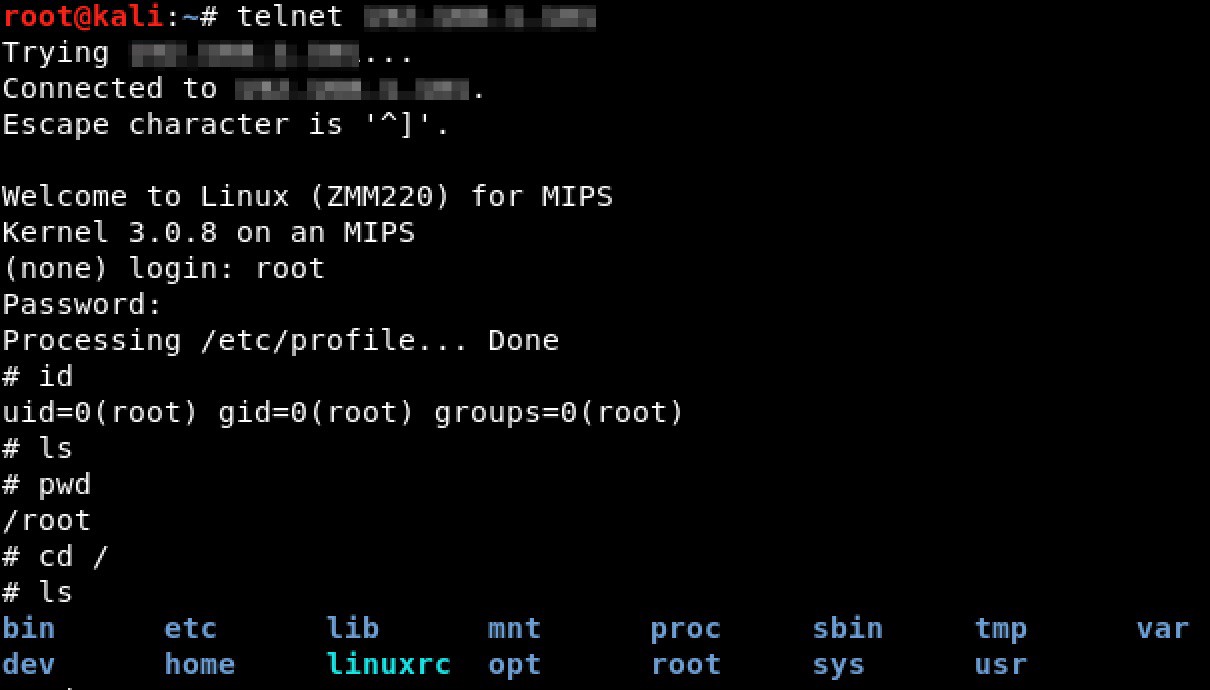 root@kali:~# telnet
Trying ...
Connected to .
Escape character is '^]'.
Welcome to Linux (ZMM220) for MIPS
Kernel 3.0.8 on an MIPS
(none) login: root
Password:
Processing /etc/profile... Done
# id
uid=0(root) gid=0(root) groups=0(root)
# ls
# pwd
/root
# cd /
# ls
bin etc lib mnt proc sbin tmp var
dev home linuxrc opt root sys usr